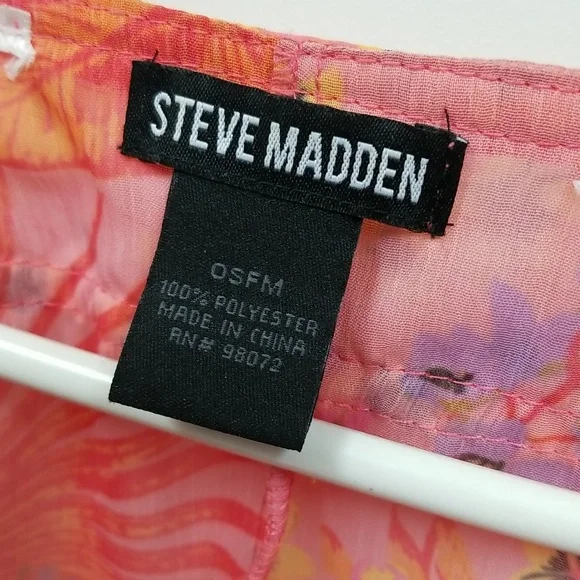 STEVE MADDEN
OSFM
100% POLYESTER
MADE IN CHINA
RN# 98072